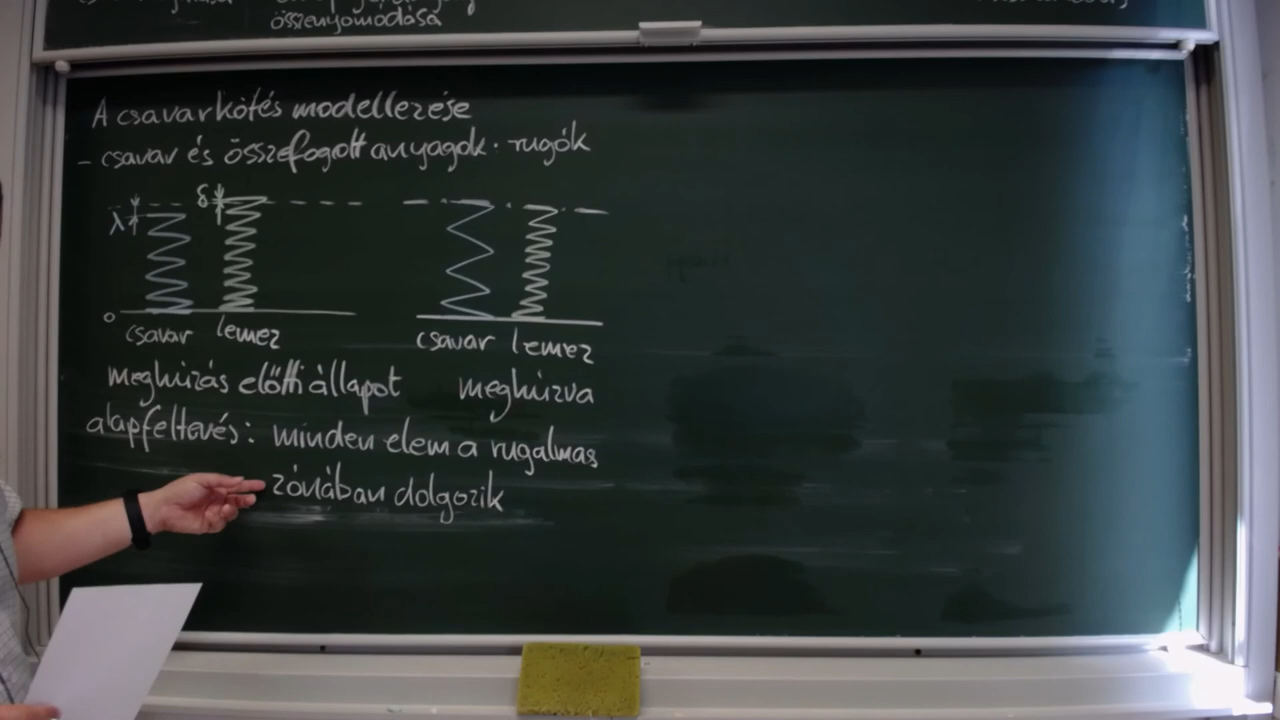 összenyomódása
A csavarkötés modellezése
- csavar és összefogott anyagok · rugók
λ δ
0
csavar lemez csavar lemez
meghúzás előtti állapot meghúzva
alapfeltevés: minden elem a rugalmas
zónában dolgozik